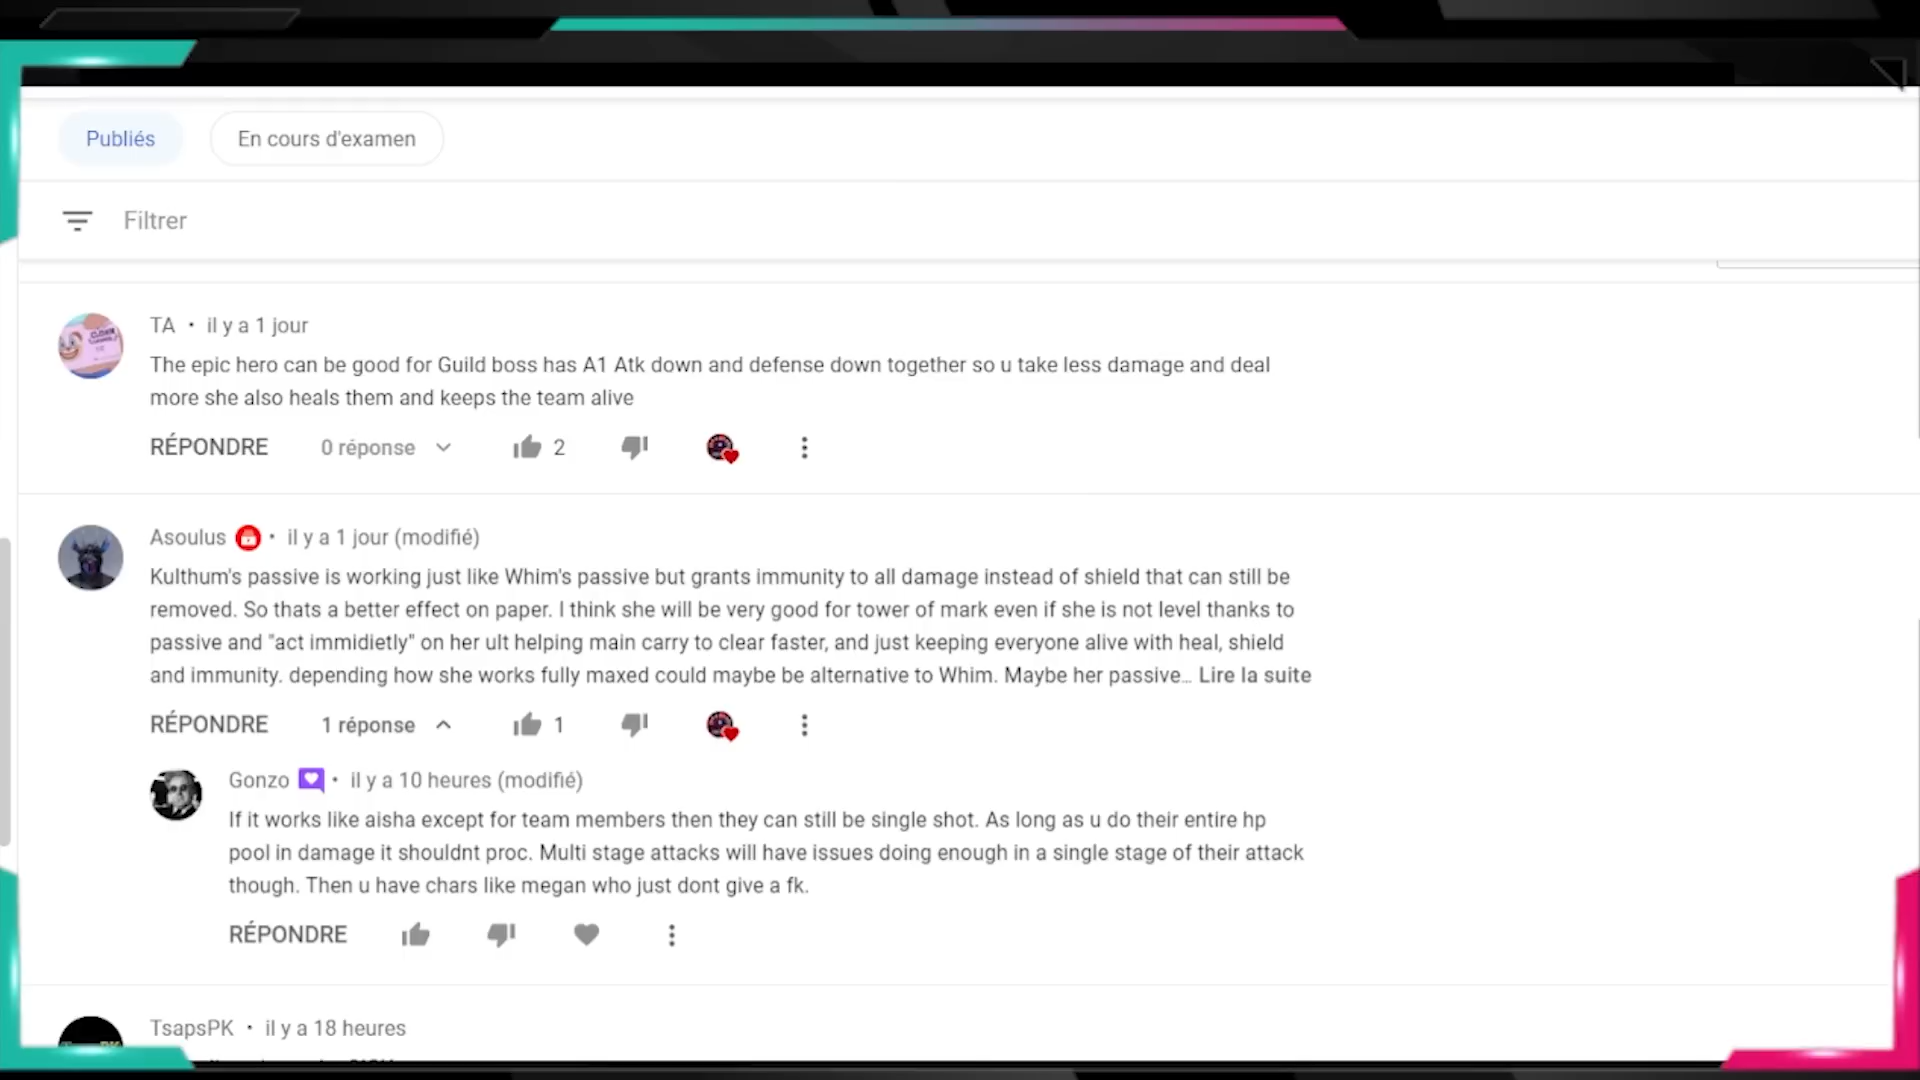 Publiés
En cours d'examen
Filtrer
TA • il y a 1 jour
The epic hero can be good for Guild boss has A1 Atk down and defense down together so u take less damage and deal
more she also heals them and keeps the team alive
RÉPONDRE 0 réponse 2
Asoulus • il y a 1 jour (modifié)
Kulthum's passive is working just like Whim's passive but grants immunity to all damage instead of shield that can still be
removed. So thats a better effect on paper. I think she will be very good for tower of mark even if she is not level thanks to
passive and "act immidietly" on her ult helping main carry to clear faster, and just keeping everyone alive with heal, shield
and immunity. depending how she works fully maxed could maybe be alternative to Whim. Maybe her passive… Lire la suite
RÉPONDRE 1 réponse 1
Gonzo • il y a 10 heures (modifié)
If it works like aisha except for team members then they can still be single shot. As long as u do their entire hp
pool in damage it shouldnt proc. Multi stage attacks will have issues doing enough in a single stage of their attack
though. Then u have chars like megan who just dont give a fk.
RÉPONDRE
TsapsPK • il y a 18 heures